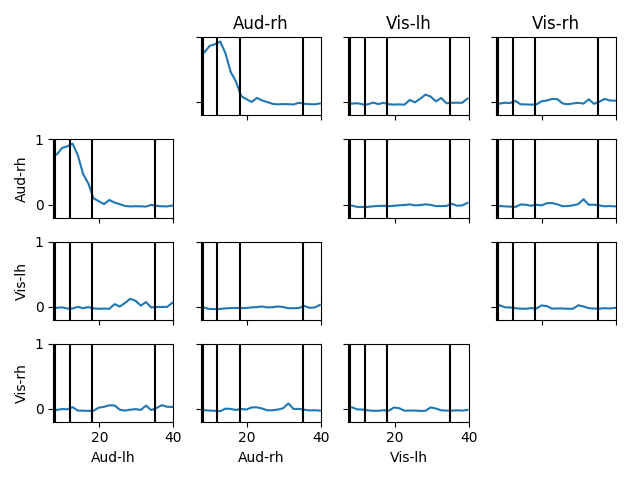 Aud-rh Vis-lh Vis-rh
1
Aud-rh
0
1
Vis-lh
0
1
Vis-rh
0
20 40 20 40 20 40
Aud-lh Aud-rh Vis-lh